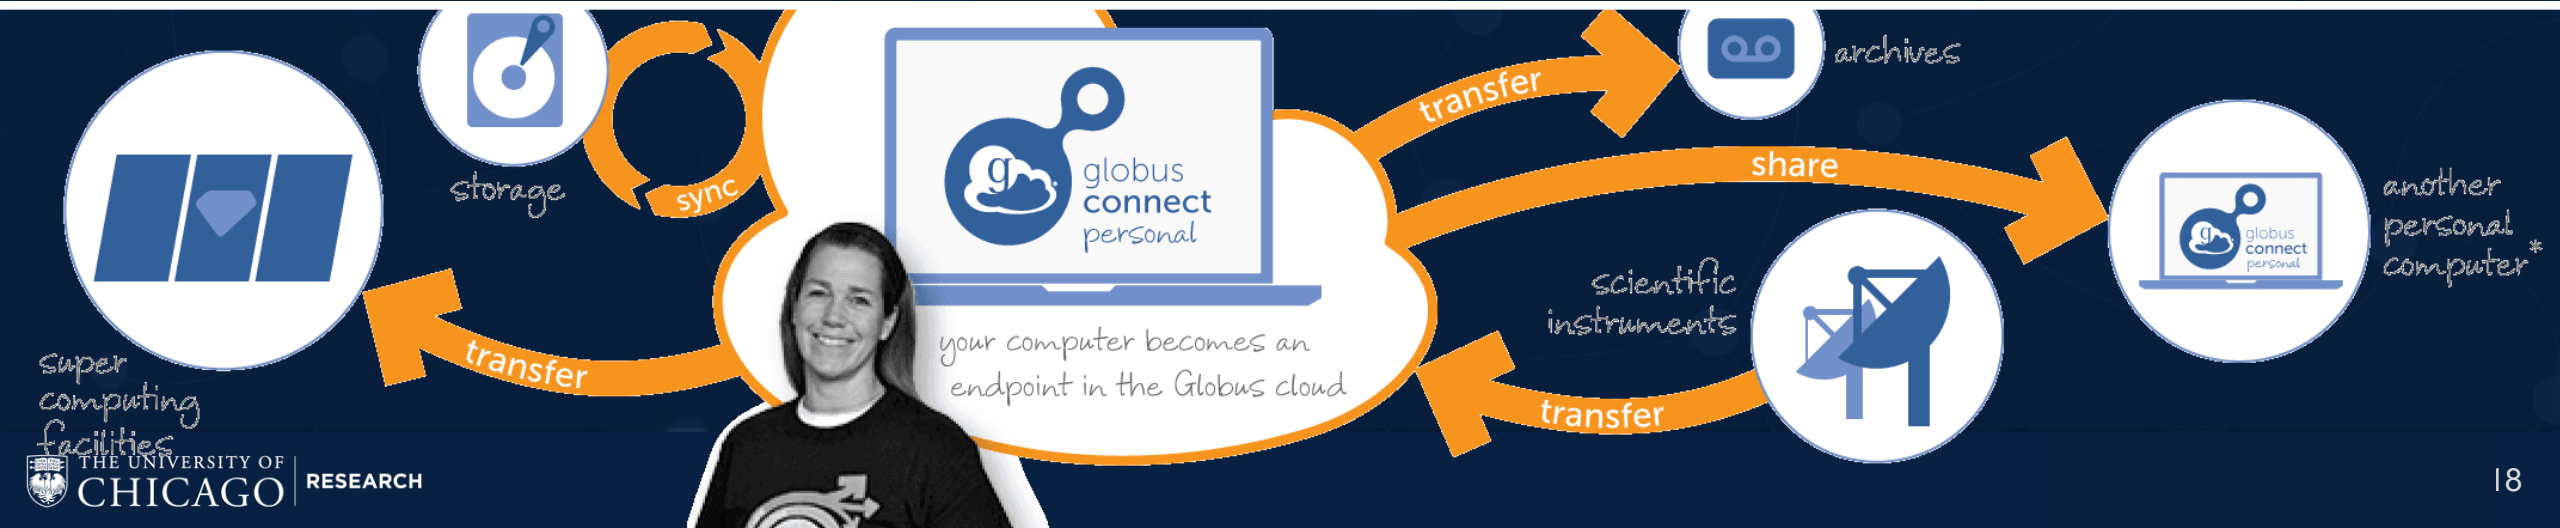 archives
transfer
share
storage
sync
globus
connect
personal
another
personal
computer*
g
globus
connect
personal
scientific
instruments
your computer becomes an
endpoint in the Globus cloud
super
computing
facilities
transfer
transfer
THE UNIVERSITY OF
CHICAGO
RESEARCH
18
g